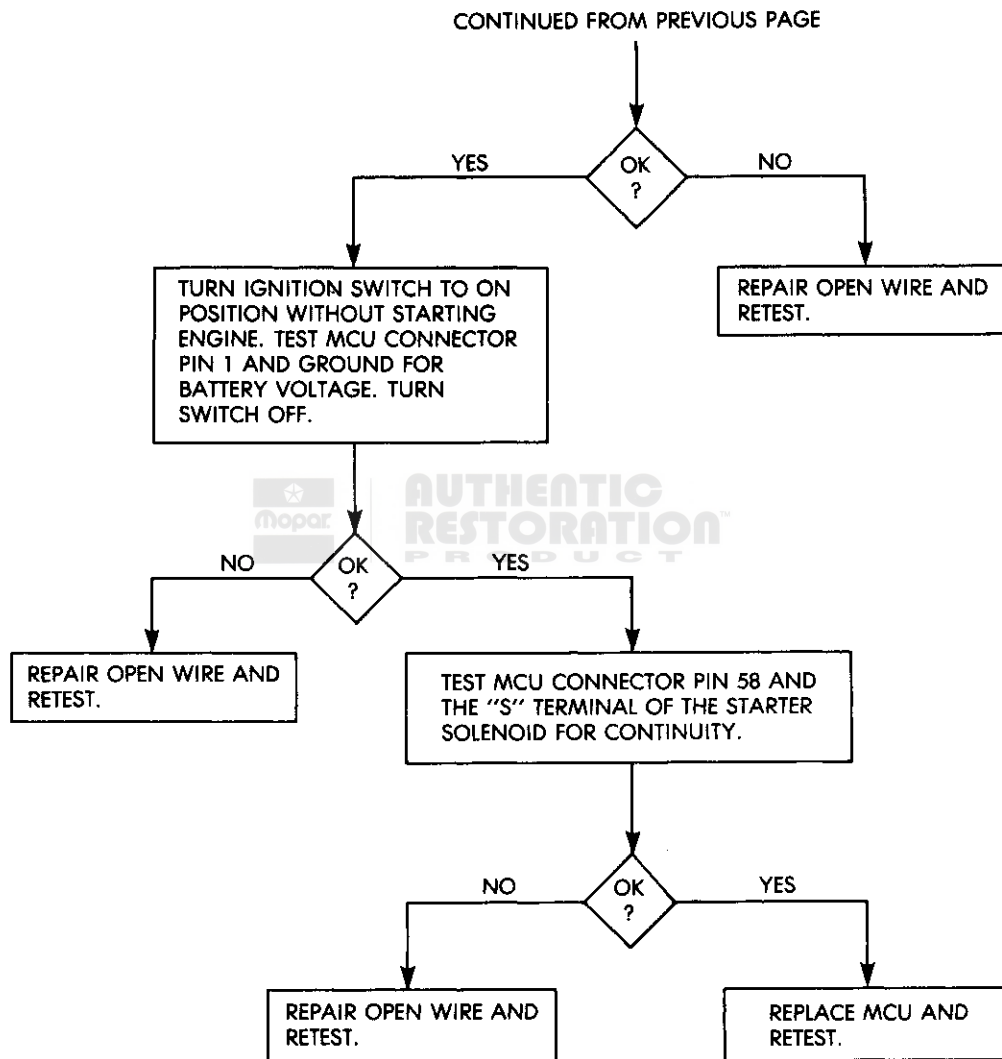 CONTINUED FROM PREVIOUS PAGE
OK
?
YES
NO
TURN IGNITION SWITCH TO ON
POSITION WITHOUT STARTING
ENGINE. TEST MCU CONNECTOR
PIN 1 AND GROUND FOR
BATTERY VOLTAGE. TURN
SWITCH OFF.
REPAIR OPEN WIRE AND
RETEST.
Mopar
AUTHENTIC
RESTORATION™
PRODUCT
NO
OK
?
YES
REPAIR OPEN WIRE AND
RETEST.
TEST MCU CONNECTOR PIN 58 AND
THE "S" TERMINAL OF THE STARTER
SOLENOID FOR CONTINUITY.
NO
OK
?
YES
REPAIR OPEN WIRE AND
RETEST.
REPLACE MCU AND
RETEST.